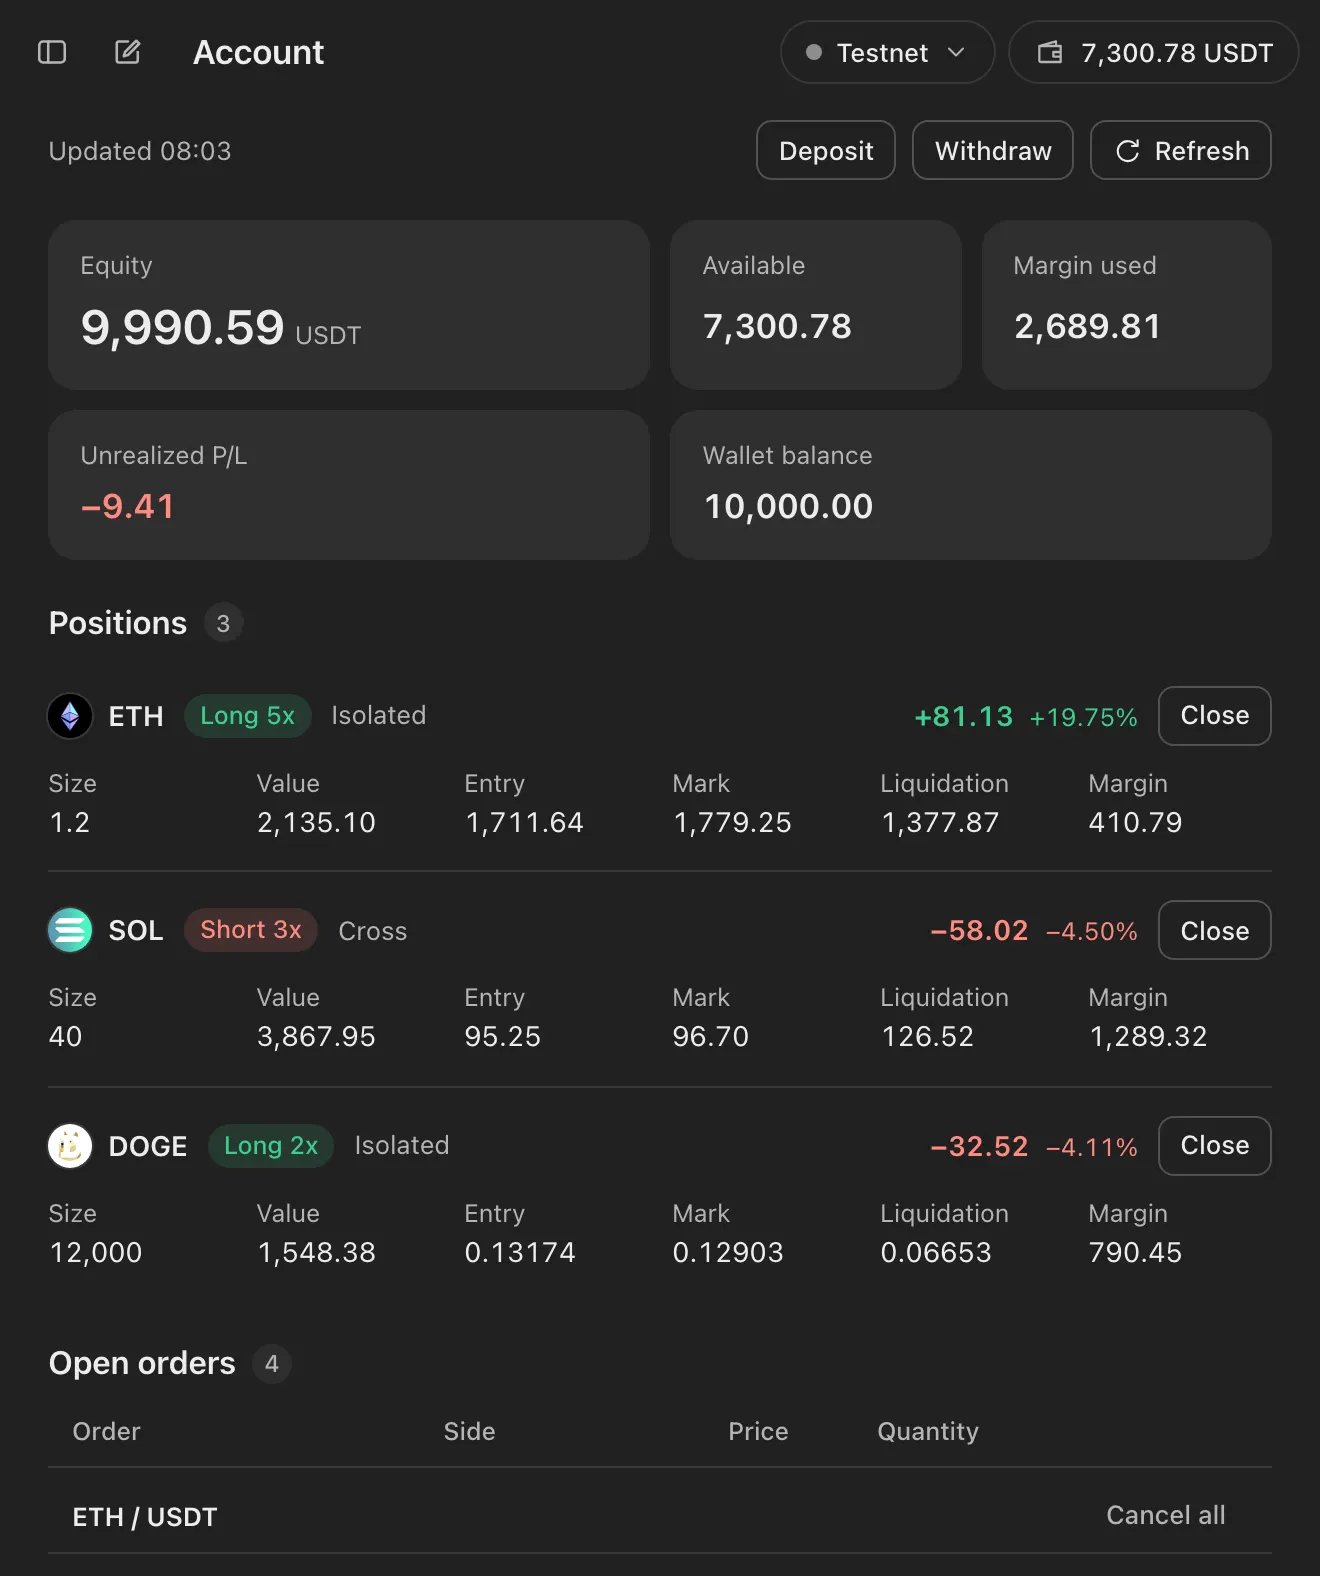 Account
Testnet
7,300.78 USDT
Updated 08:03
Deposit
Withdraw
Refresh
Equity
9,990.59 USDT
Available
7,300.78
Margin used
2,689.81
Unrealized P/L
−9.41
Wallet balance
10,000.00
Positions 3
ETH Long 5x Isolated +81.13 +19.75% Close
Size Value Entry Mark Liquidation Margin
1.2 2,135.10 1,711.64 1,779.25 1,377.87 410.79
SOL Short 3x Cross −58.02 −4.50% Close
Size Value Entry Mark Liquidation Margin
40 3,867.95 95.25 96.70 126.52 1,289.32
DOGE Long 2x Isolated −32.52 −4.11% Close
Size Value Entry Mark Liquidation Margin
12,000 1,548.38 0.13174 0.12903 0.06653 790.45
Open orders 4
Order Side Price Quantity
ETH / USDT Cancel all